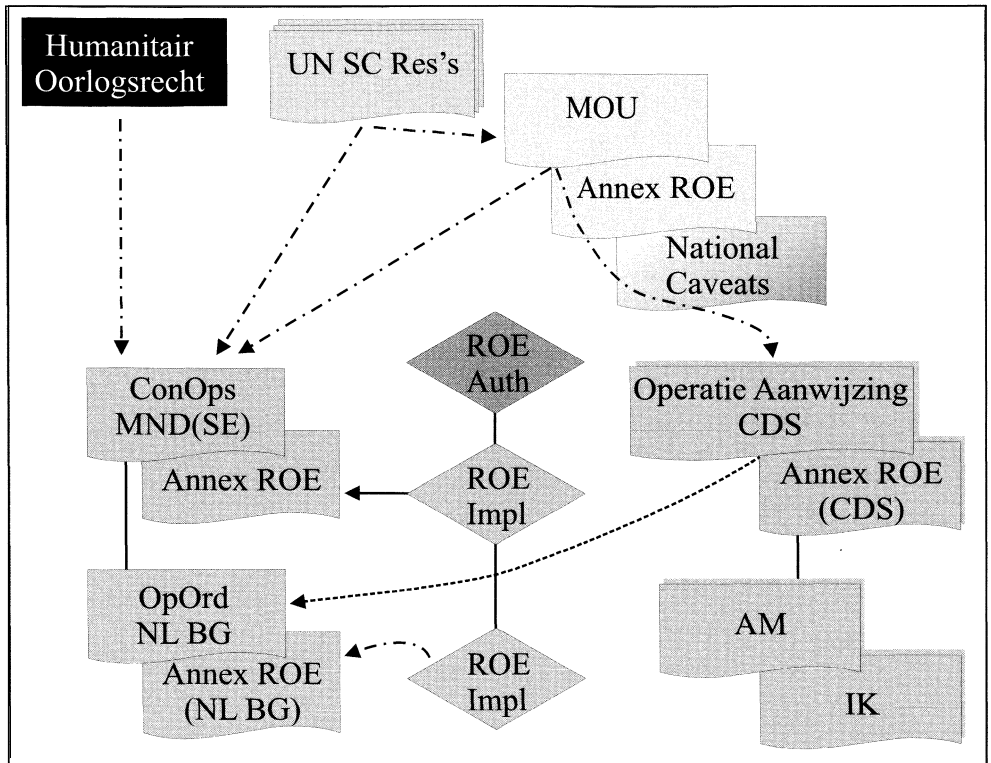 Humanitair
Oorlogsrecht
UN SC Res's
MOU
Annex ROE
National
Caveats
ROE
Auth
ConOps
MND(SE)
Annex ROE
ROE
Impl
Operatie Aanwijzing
CDS
Annex ROE
(CDS)
OpOrd
NL BG
Annex ROE
(NL BG)
ROE
Impl
AM
IK